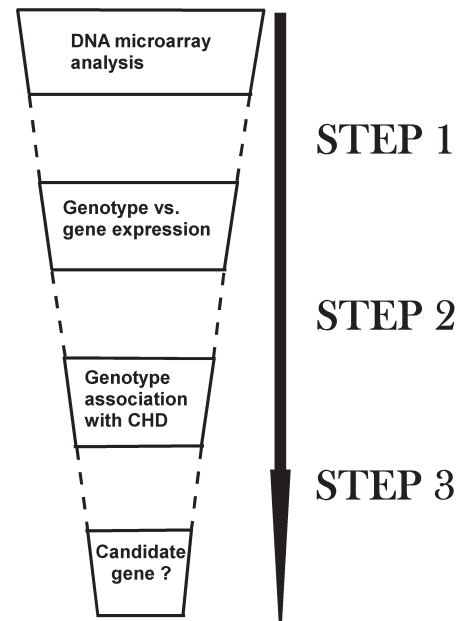 DNA microarray
analysis
STEP 1
Genotype vs.
gene expression
STEP 2
Genotype
association
with CHD
STEP 3
Candidate
gene ?